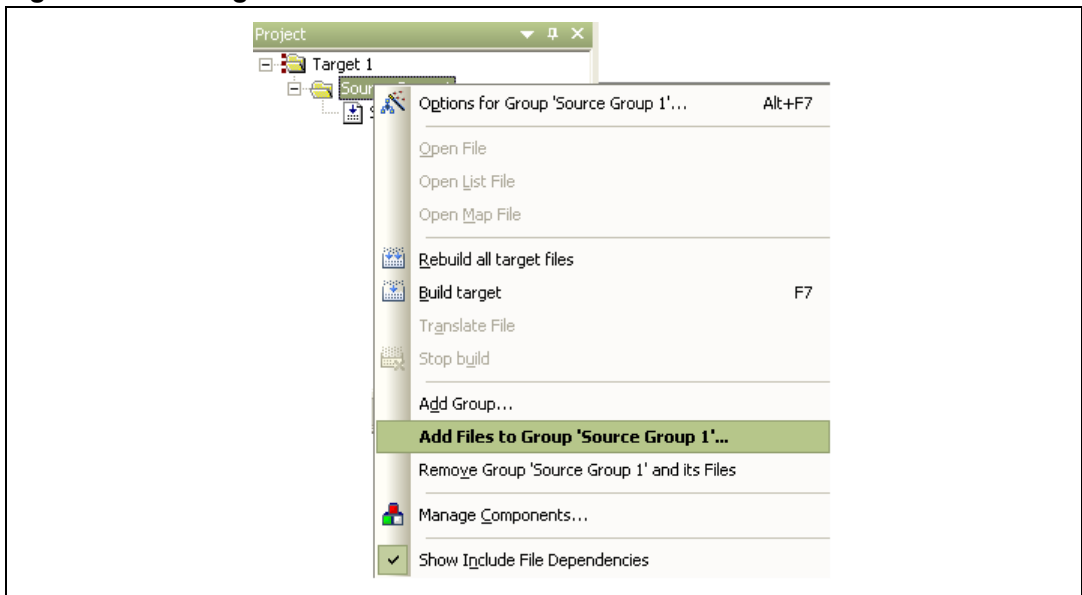 Project
Target 1
Options for Group 'Source Group 1'... Alt+F7
Open File
Open List File
Open Map File
Rebuild all target files
Build target F7
Translate File
Stop build
Add Group...
Add Files to Group 'Source Group 1'...
Remove Group 'Source Group 1' and its Files
Manage Components...
Show Include File Dependencies